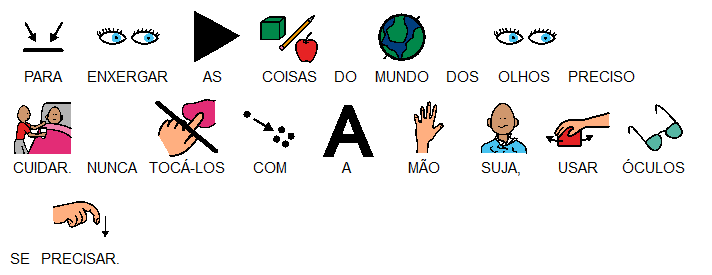 PARA ENXERGAR AS COISAS DO MUNDO DOS OLHOS PRECISO
CUIDAR. NUNCA TOCÁ-LOS COM A MÃO SUJA, USAR ÓCULOS
SE PRECISAR.